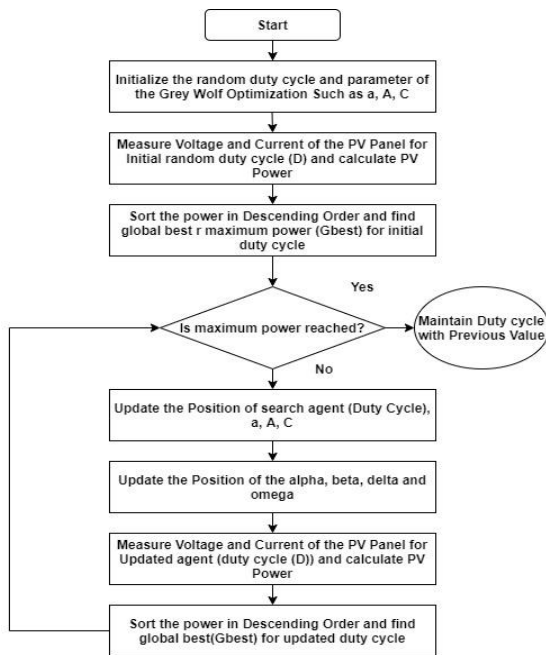 Start
Initialize the random duty cycle and parameter of
the Grey Wolf Optimization Such as a, A, C
Measure Voltage and Current of the PV Panel for
Initial random duty cycle (D) and calculate PV
Power
Sort the power in Descending Order and find
global best r maximum power (Gbest) for initial
duty cycle
Yes
Is maximum power reached?
Maintain Duty cycle
with Previous Value
No
Update the Position of search agent (Duty Cycle),
a, A, C
Update the Position of the alpha, beta, delta and
omega
Measure Voltage and Current of the PV Panel for
Updated agent (duty cycle (D)) and calculate PV
Power
Sort the power in Descending Order and find
global best(Gbest) for updated duty cycle